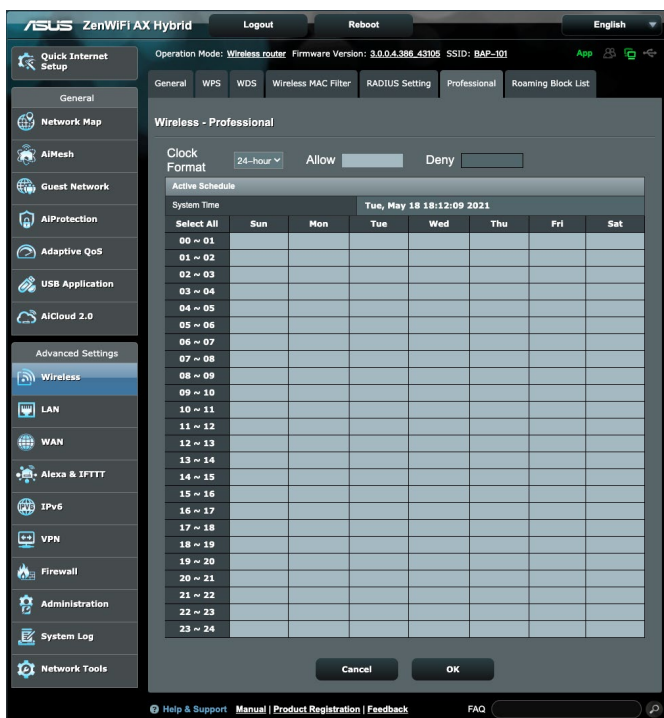 ASUS ZenWiFi AX Hybrid Logout Reboot English
Operation Mode: Wireless router Firmware Version: 3.0.0.4.386_43105 SSID: BAP-101 App
Quick Internet Setup
General
Network Map
AiMesh
Guest Network
AiProtection
Adaptive QoS
USB Application
AiCloud 2.0
Advanced Settings
Wireless
LAN
WAN
Alexa & IFTTT
IPv6
VPN
Firewall
Administration
System Log
Network Tools
General WPS WDS Wireless MAC Filter RADIUS Setting Professional Roaming Block List
Wireless - Professional
Clock Format 24-hour Allow Deny
Active Schedule
System Time Tue, May 18 18:12:09 2021
Select All Sun Mon Tue Wed Thu Fri Sat
00 ~ 01
01 ~ 02
02 ~ 03
03 ~ 04
04 ~ 05
05 ~ 06
06 ~ 07
07 ~ 08
08 ~ 09
09 ~ 10
10 ~ 11
11 ~ 12
12 ~ 13
13 ~ 14
14 ~ 15
15 ~ 16
16 ~ 17
17 ~ 18
18 ~ 19
19 ~ 20
20 ~ 21
21 ~ 22
22 ~ 23
23 ~ 24
Cancel OK
Help & Support Manual | Product Registration | Feedback FAQ